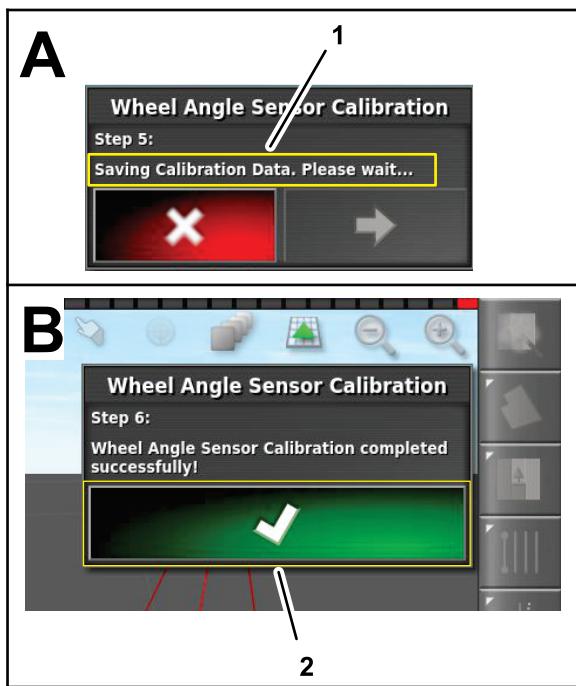 A
1
Wheel Angle Sensor Calibration
Step 5:
Saving Calibration Data. Please wait...
B
Wheel Angle Sensor Calibration
Step 6:
Wheel Angle Sensor Calibration completed
successfully!
2